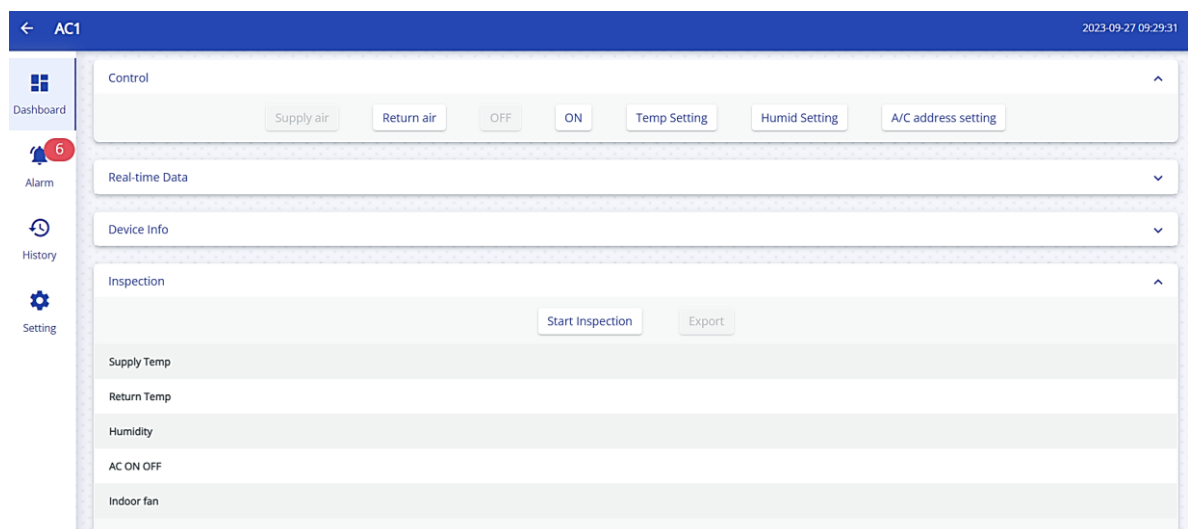 AC1
2023-09-27 09:29:31
Dashboard
6
Alarm
History
Setting
Control
Supply air Return air OFF ON Temp Setting Humid Setting A/C address setting
Real-time Data
Device Info
Inspection
Start Inspection Export
Supply Temp
Return Temp
Humidity
AC ON OFF
Indoor fan